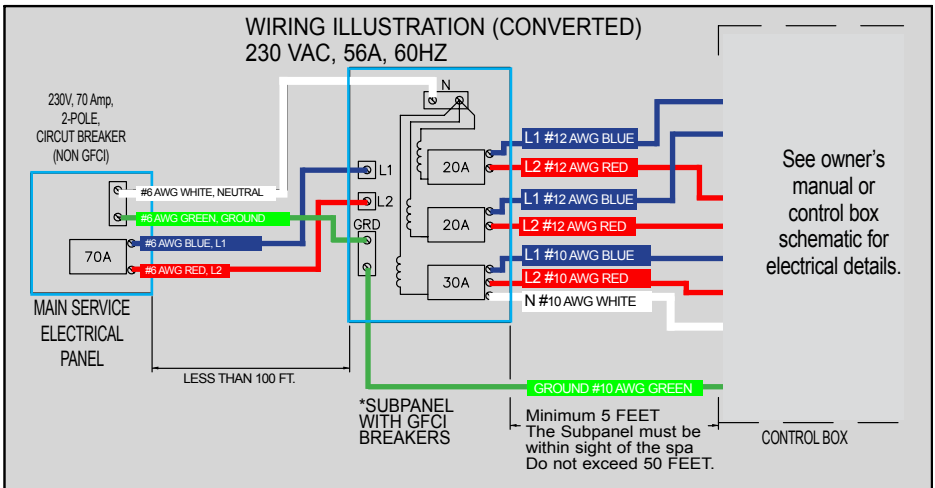 WIRING ILLUSTRATION (CONVERTED)
230 VAC, 56A, 60HZ
230V, 70 Amp,
2-POLE,
CIRCUT BREAKER
(NON GFCI)
#6 AWG WHITE, NEUTRAL
#6 AWG GREEN, GROUND
#6 AWG BLUE, L1
#6 AWG RED, L2
70A
MAIN SERVICE
ELECTRICAL
PANEL
LESS THAN 100 FT.
N
L1
L2
GRD
20A
20A
30A
*SUBPANEL
WITH GFCI
BREAKERS
L1 #12 AWG BLUE
L2 #12 AWG RED
L1 #12 AWG BLUE
L2 #12 AWG RED
L1 #10 AWG BLUE
L2 #10 AWG RED
N #10 AWG WHITE
GROUND #10 AWG GREEN
Minimum 5 FEET
The Subpanel must be
within sight of the spa
Do not exceed 50 FEET.
See owner's
manual or
control box
schematic for
electrical details.
CONTROL BOX